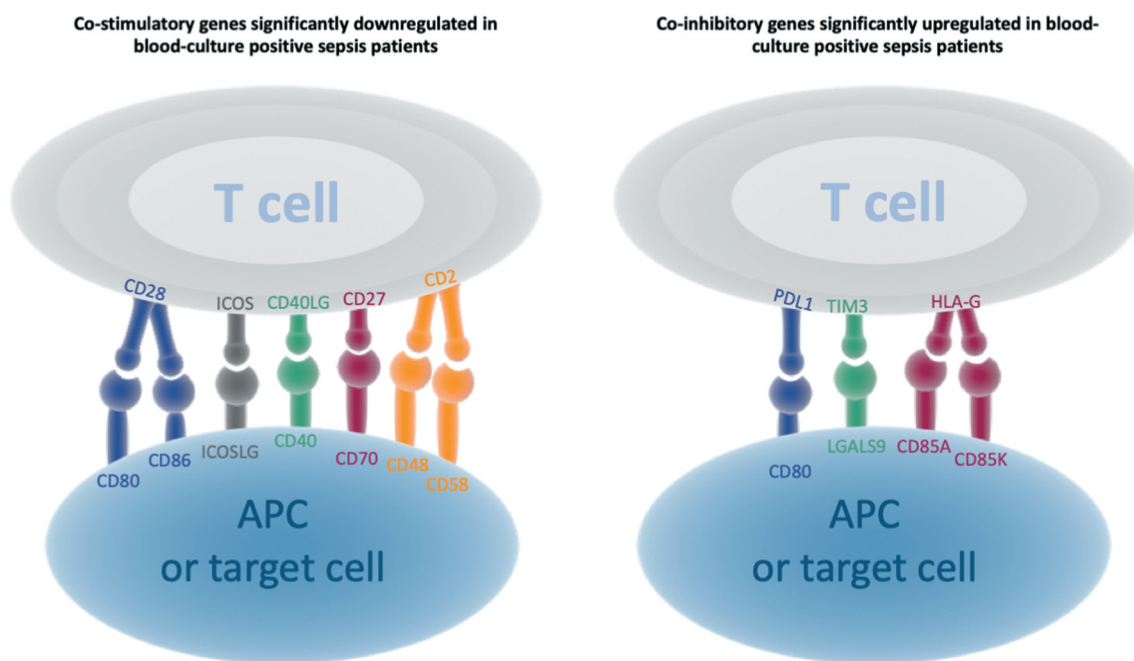 Co-stimulatory genes significantly downregulated in
blood-culture positive sepsis patients
T cell
CD28
ICOS
CD40LG
CD27
CD2
CD80
CD86
ICOSLG
CD40
CD70
CD48
CD58
APC
or target cell
Co-inhibitory genes significantly upregulated in blood-
culture positive sepsis patients
T cell
PDL1
TIM3
HLA-G
CD80
LGALS9
CD85A
CD85K
APC
or target cell